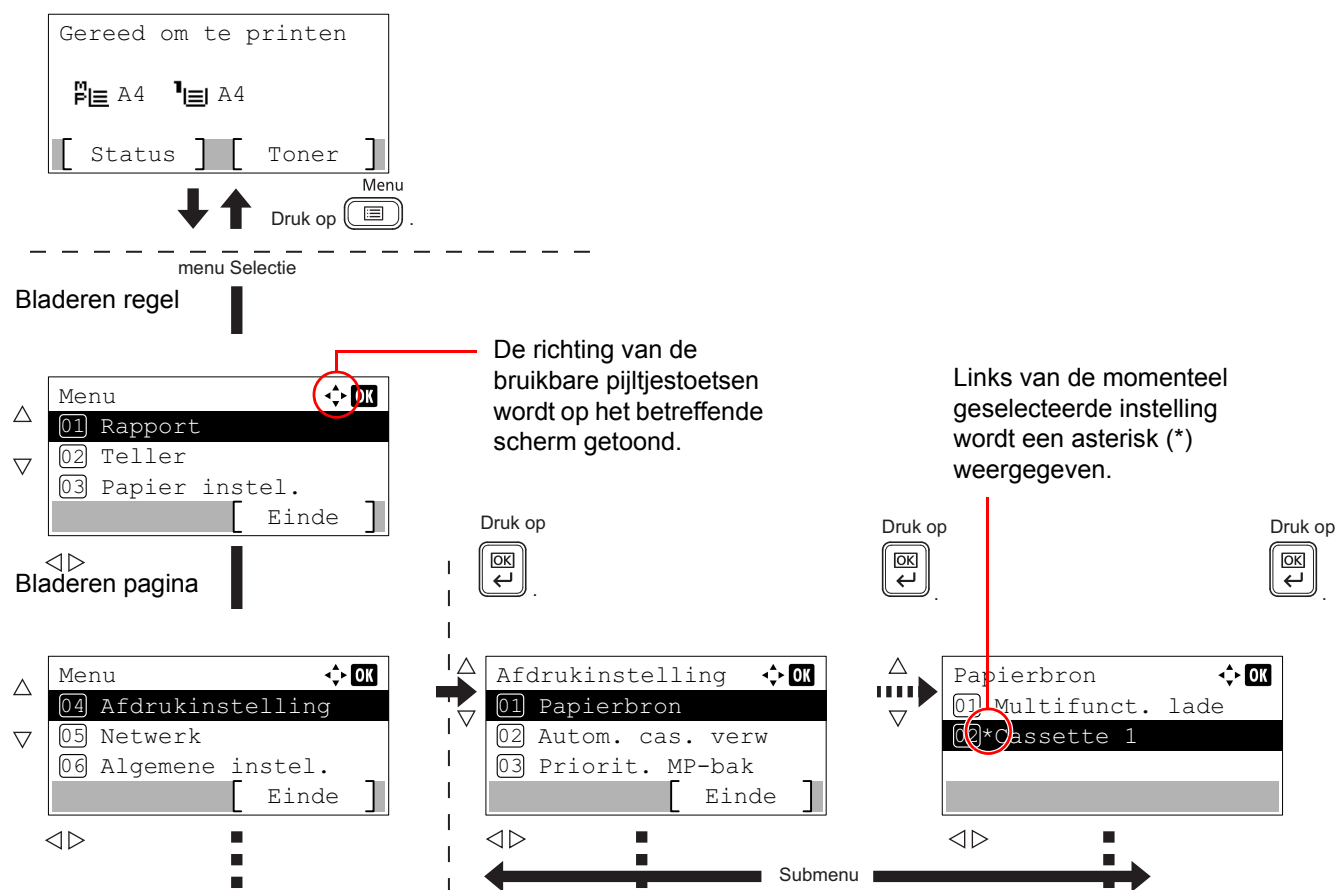 Gereed om te printen
MP A4 1 A4
[ Status ] [ Toner ]
Menu
Druk op .
menu Selectie
Bladeren regel
De richting van de
bruikbare pijltjestoetsen
wordt op het betreffende
scherm getoond.
Links van de momenteel
geselecteerde instelling
wordt een asterisk (*)
weergegeven.
Menu OK
01 Rapport
02 Teller
03 Papier instel.
[ Einde ]
Bladeren pagina
Druk op
OK
.
Druk op
OK
.
Druk op
OK
.
Menu OK
04 Afdrukinstelling
05 Netwerk
06 Algemene instel.
[ Einde ]
Afdrukinstelling OK
01 Papierbron
02 Autom. cas. verw
03 Priorit. MP-bak
[ Einde ]
Papierbron OK
01 Multifunct. lade
02*Cassette 1
Submenu